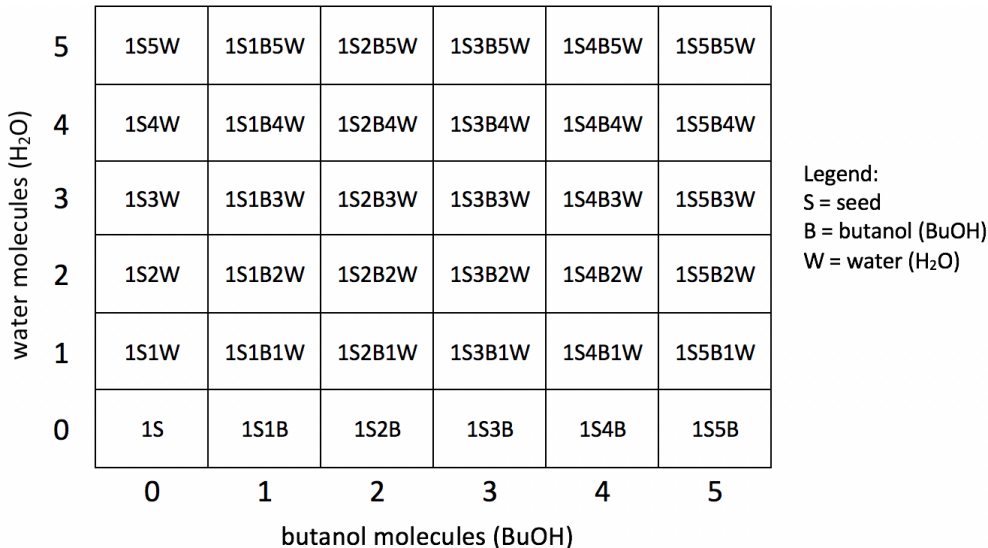 5 1S5W 1S1B5W 1S2B5W 1S3B5W 1S4B5W 1S5B5W
4 1S4W 1S1B4W 1S2B4W 1S3B4W 1S4B4W 1S5B4W
3 1S3W 1S1B3W 1S2B3W 1S3B3W 1S4B3W 1S5B3W
2 1S2W 1S1B2W 1S2B2W 1S3B2W 1S4B2W 1S5B2W
1 1S1W 1S1B1W 1S2B1W 1S3B1W 1S4B1W 1S5B1W
0 1S 1S1B 1S2B 1S3B 1S4B 1S5B
0 1 2 3 4 5
butanol molecules (BuOH)
water molecules (H₂O)
Legend:
S = seed
B = butanol (BuOH)
W = water (H₂O)